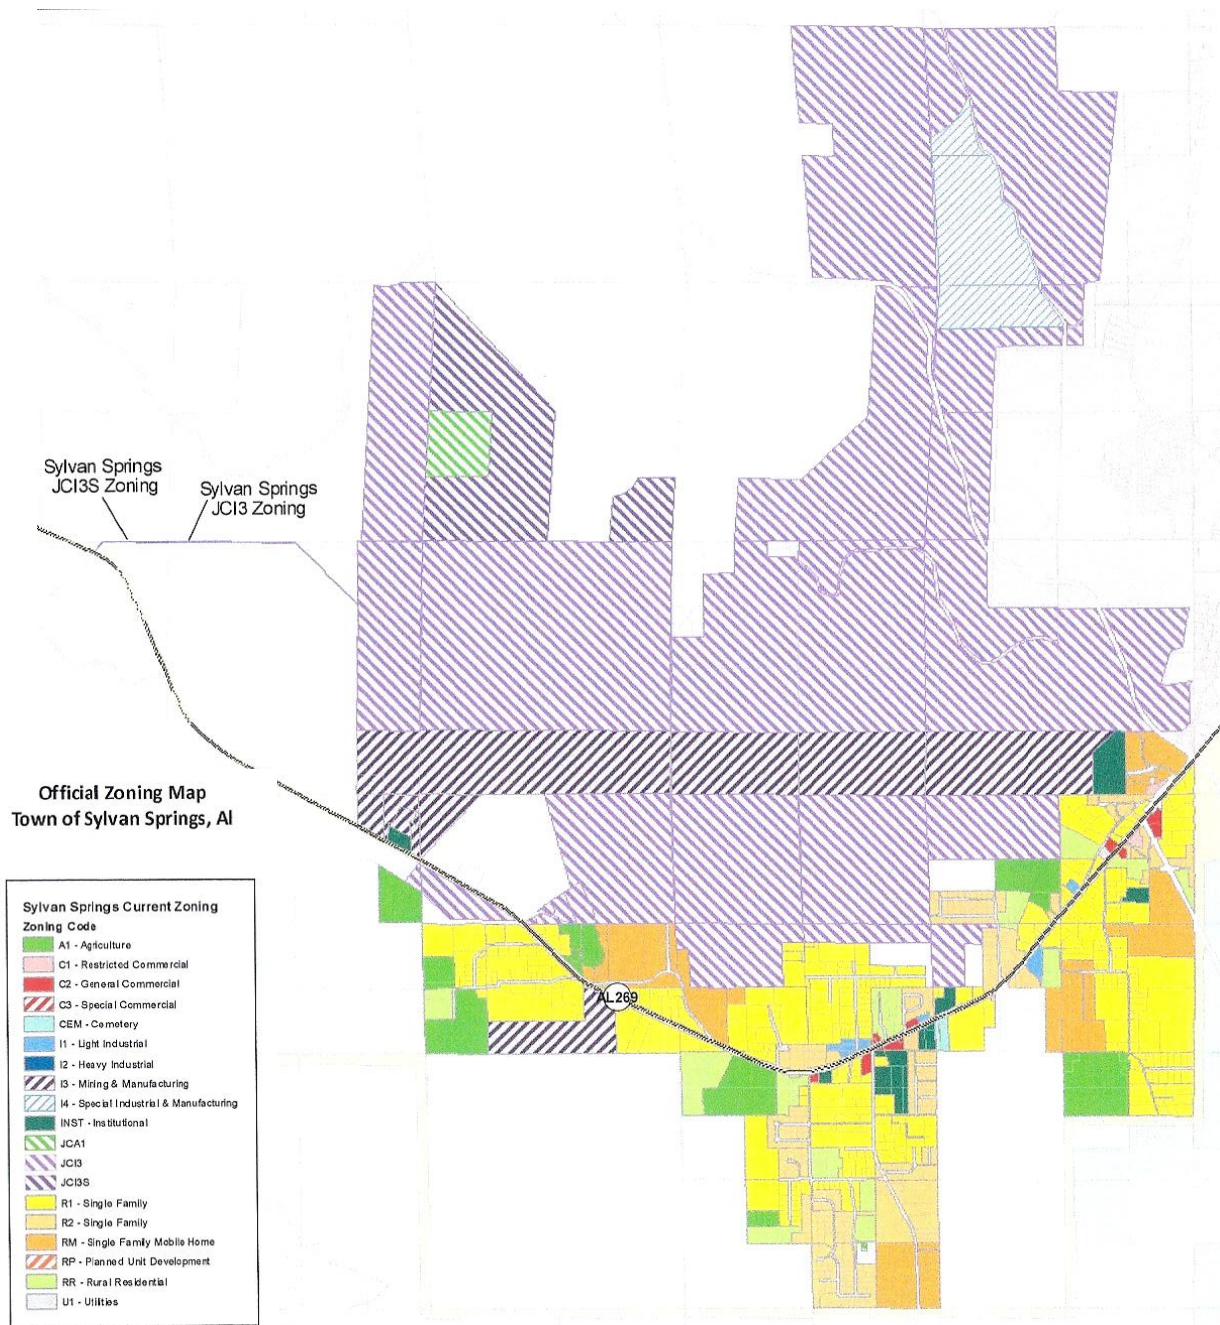 Sylvan Springs
JCI3S Zoning
Sylvan Springs
JCI3 Zoning
Official Zoning Map
Town of Sylvan Springs, Al
AL269
Sylvan Springs Current Zoning
Zoning Code
A1 - Agriculture
C1 - Restricted Commercial
C2 - General Commercial
C3 - Special Commercial
CEM - Cemetery
I1 - Light Industrial
I2 - Heavy Industrial
I3 - Mining & Manufacturing
I4 - Special Industrial & Manufacturing
INST - Institutional
JCA1
JCI3
JCI3S
R1 - Single Family
R2 - Single Family
RM - Single Family Mobile Home
RP - Planned Unit Development
RR - Rural Residential
U1 - Utilities